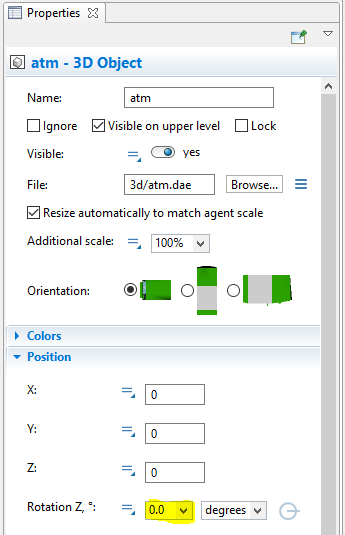 Properties
atm - 3D Object
Name: atm
Ignore Visible on upper level Lock
Visible: yes
File: 3d/atm.dae Browse...
Resize automatically to match agent scale
Additional scale: 100%
Orientation:
Colors
Position
X: 0
Y: 0
Z: 0
Rotation Z, °: 0.0 degrees